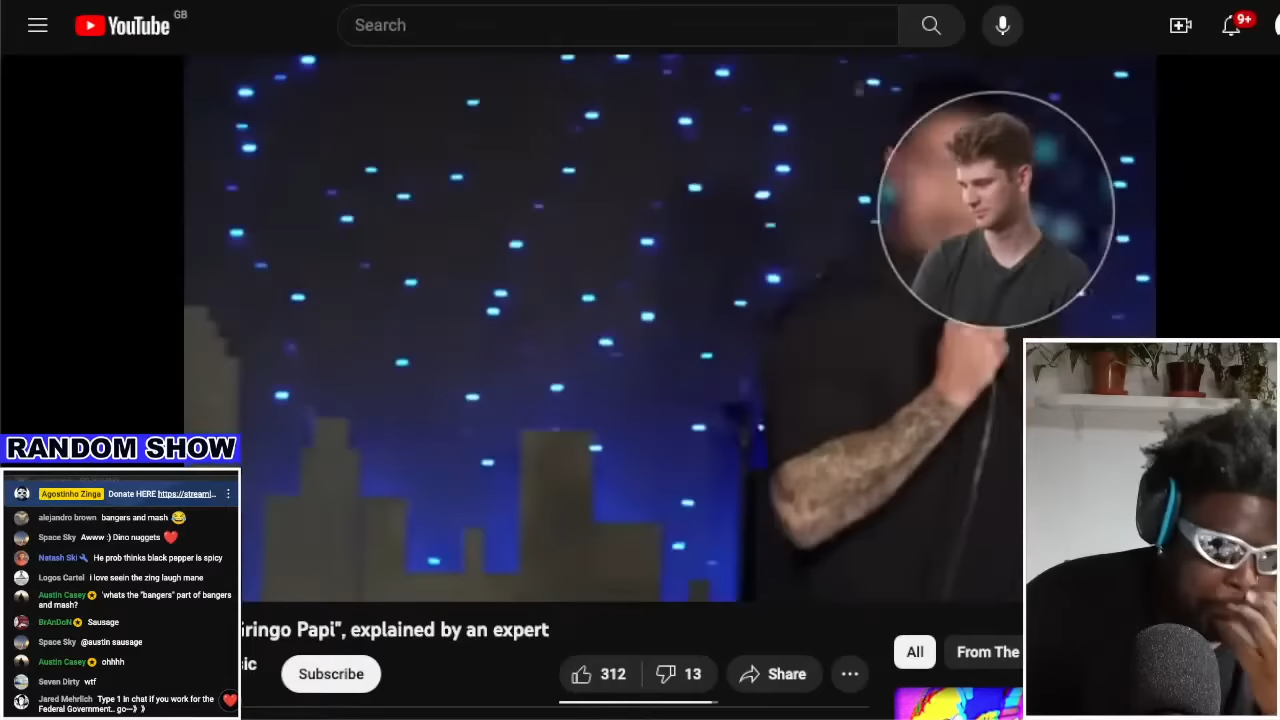 YouTube
GB
Search
9+
RANDOM SHOW
Agostinho Zinga Donate HERE https://streaml...
alejandro brown bangers and mash
Space Sky Awww :) Dino nuggets
Natash Ski He prob thinks black pepper is spicy
Logos Cartel i love seein the zing laugh mane
Austin Casey 'whats the "bangers" part of bangers
and mash?
BrAnDoN Sausage
Space Sky @austin sausage
Austin Casey ohhhh
Seven Dirty wtf
Jared Mehrlich Type 1 in chat if you work for the
Federal Government.. go--》》
ringo Papi", explained by an expert
ic
Subscribe
312
13
Share
All
From The